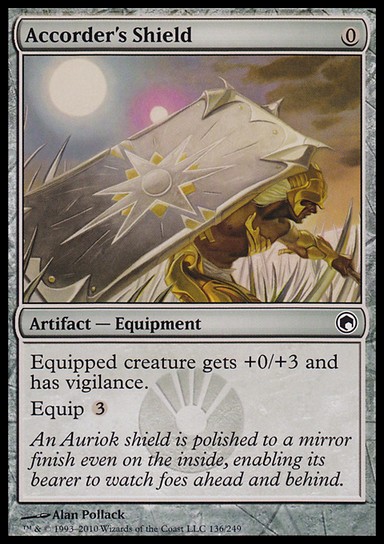 Accorder's Shield 0
Artifact — Equipment
Equipped creature gets +0/+3 and
has vigilance.
Equip 3
An Auriok shield is polished to a mirror
finish even on the inside, enabling its
bearer to watch foes ahead and behind.
Alan Pollack
™ & © 1993–2010 Wizards of the Coast LLC 136/249